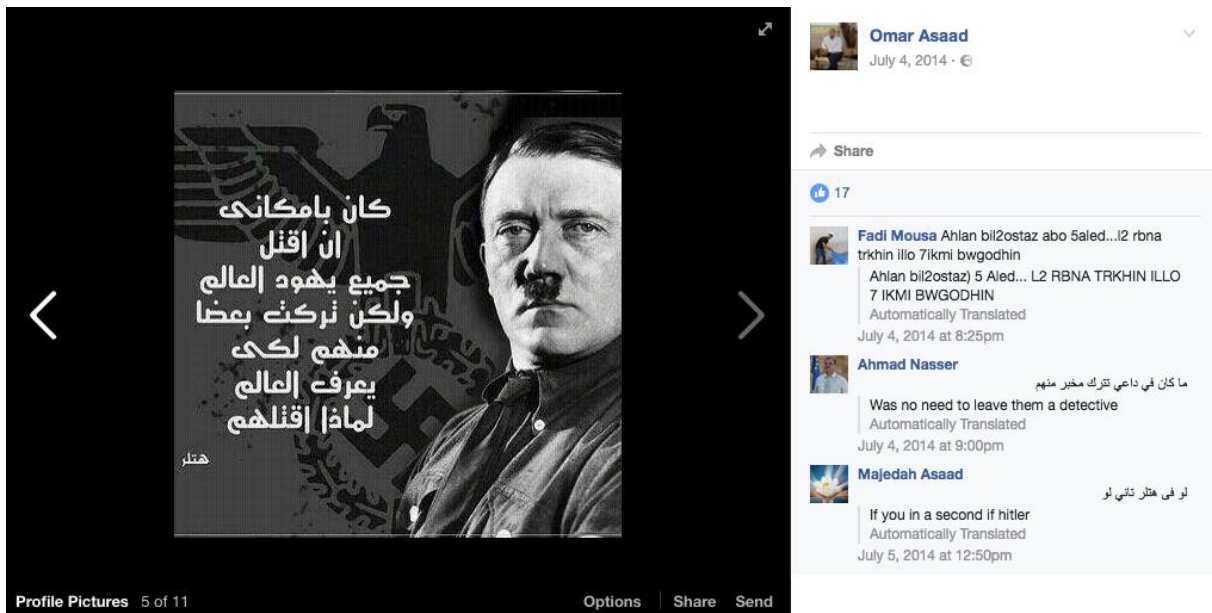 كان بامكانى
ان اقتل
جميع يهود العالم
ولكن تركت بعضا
منهم لكى
يعرف العالم
لماذا اقتلهم
هتلر
Profile Pictures 5 of 11
Options Share Send
Omar Asaad
July 4, 2014 ·
Share
17
Fadi Mousa Ahlan bil2ostaz abo 5aled...l2 rbna
trkhin illo 7ikmi bwgodhin
Ahlan bil2ostaz) 5 Aled... L2 RBNA TRKHIN ILLO
7 IKMI BWGODHIN
Automatically Translated
July 4, 2014 at 8:25pm
Ahmad Nasser
ما كان في داعي تترك مخبر منهم
Was no need to leave them a detective
Automatically Translated
July 4, 2014 at 9:00pm
Majedah Asaad
لو فى هتلر تاني لو
If you in a second if hitler
Automatically Translated
July 5, 2014 at 12:50pm